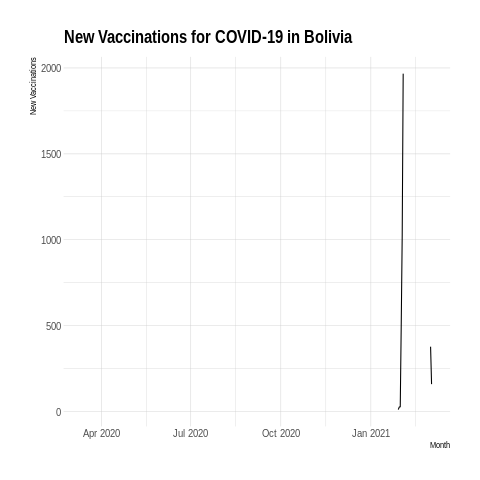 New Vaccinations for COVID-19 in Bolivia
New Vaccinations
2000
1500
1000
500
0
Apr 2020
Jul 2020
Oct 2020
Jan 2021
Month